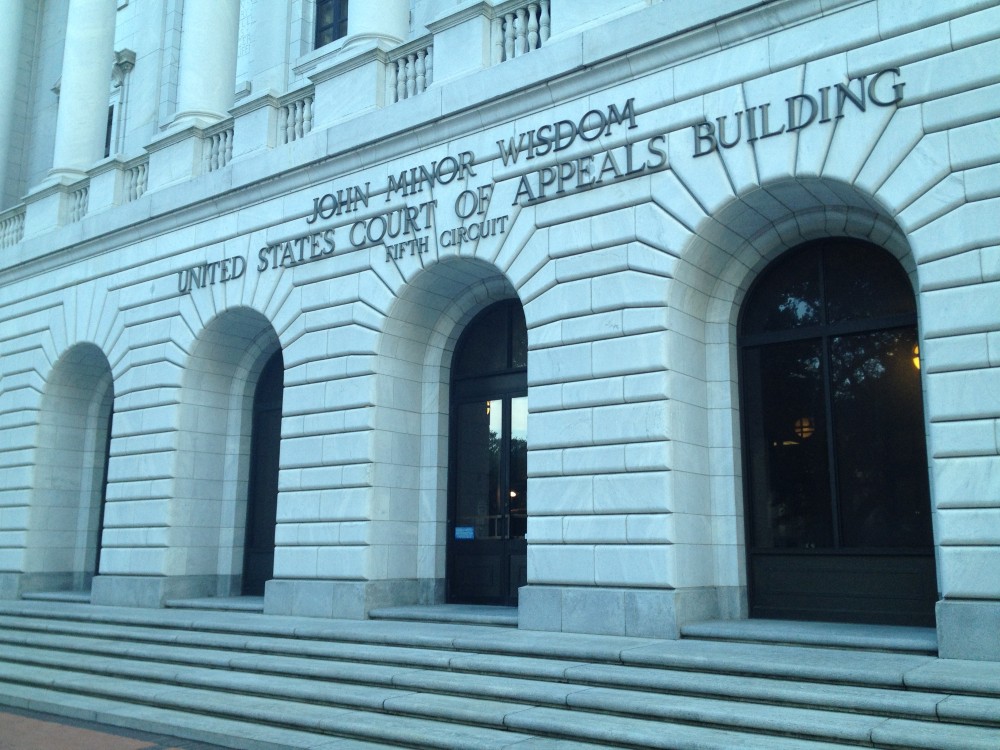 JOHN MINOR WISDOM
UNITED STATES COURT OF APPEALS BUILDING
FIFTH CIRCUIT